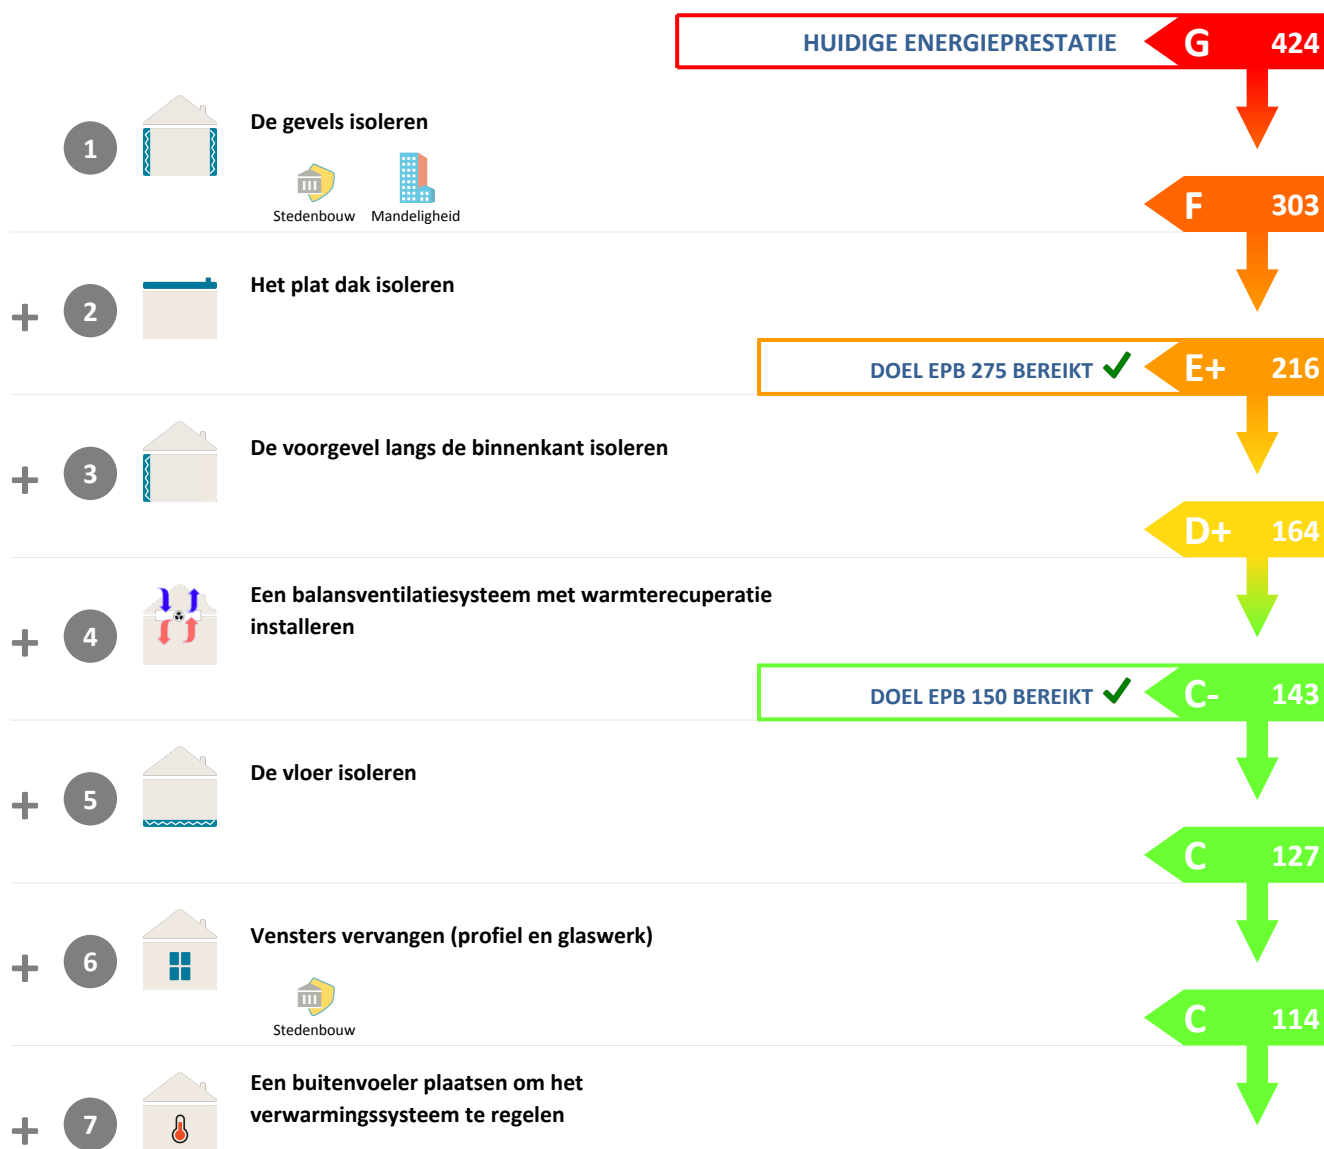 HUIDIGE ENERGIEPRESTATIE G 424
1 De gevels isoleren
Stedenbouw Mandeligheid
F 303
+ 2 Het plat dak isoleren
DOEL EPB 275 BEREIKT E+ 216
+ 3 De voorgevel langs de binnenkant isoleren
D+ 164
+ 4 Een balansventilatiesysteem met warmterecuperatie
installeren
DOEL EPB 150 BEREIKT C- 143
+ 5 De vloer isoleren
C 127
+ 6 Vensters vervangen (profiel en glaswerk)
Stedenbouw
C 114
+ 7 Een buitenvoeler plaatsen om het
verwarmingssysteem te regelen